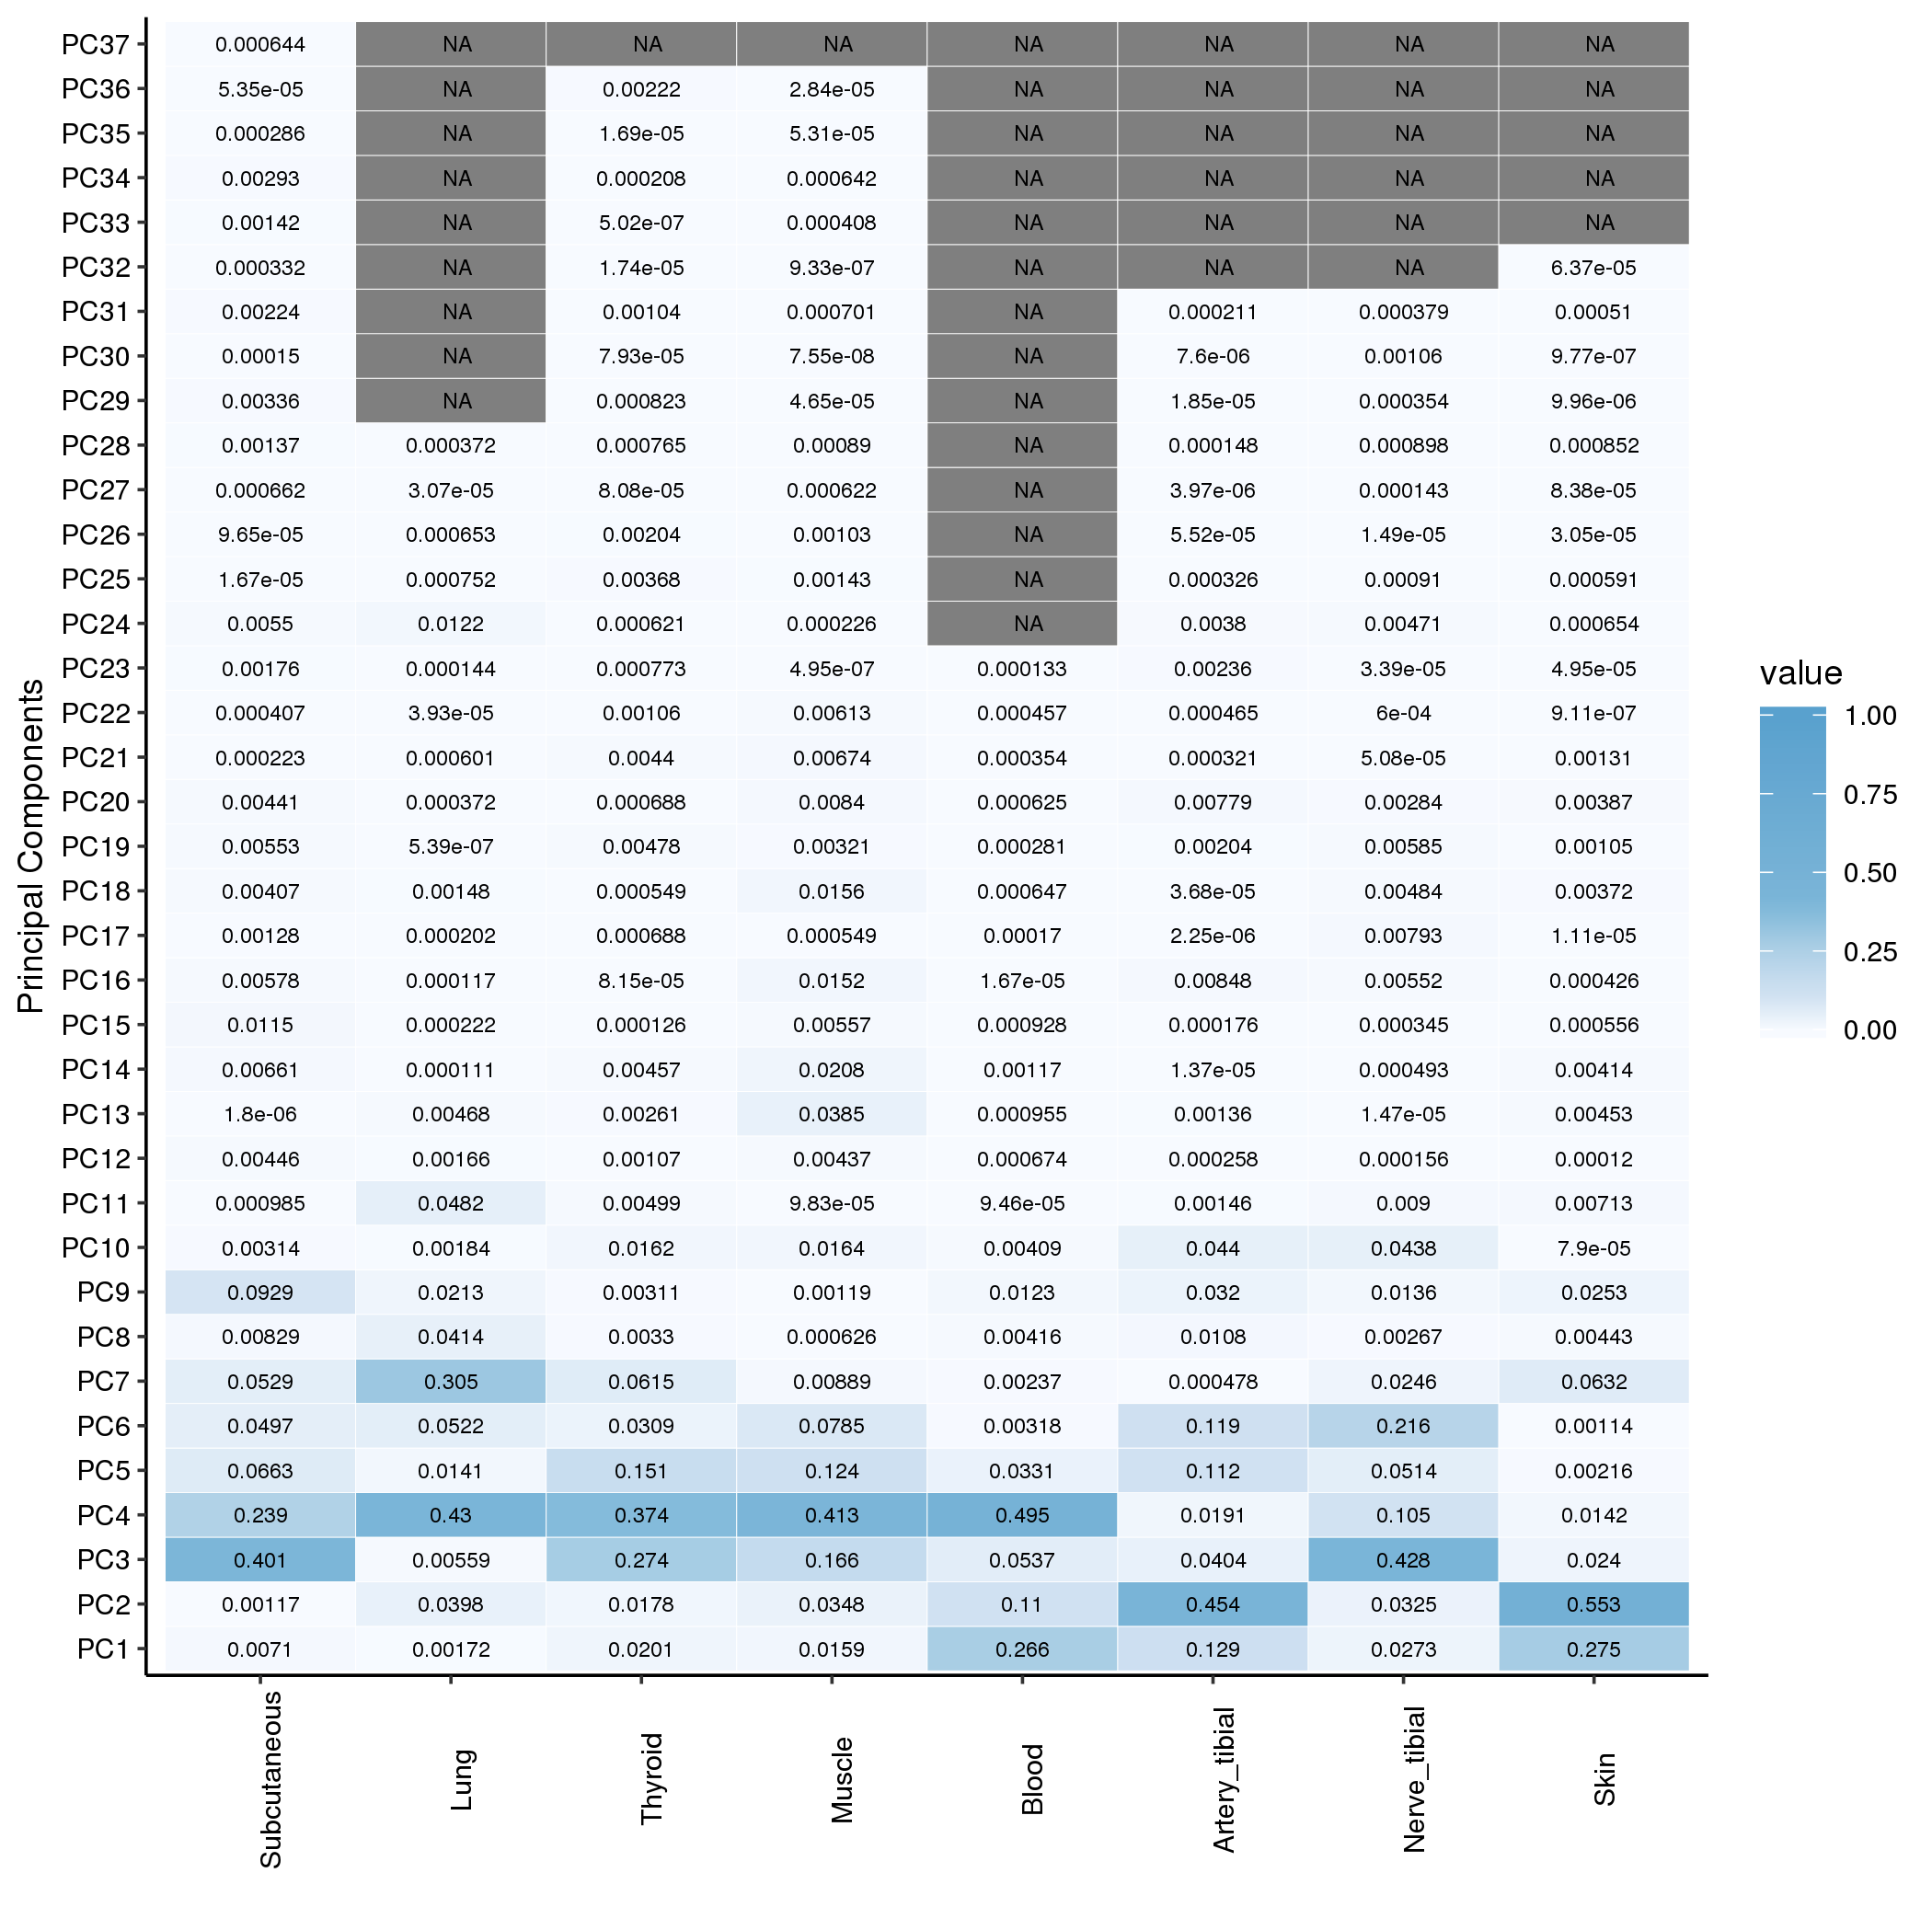 PC37 0.000644 NA NA NA NA NA NA NA
PC36 5.35e-05 NA 0.00222 2.84e-05 NA NA NA NA
PC35 0.000286 NA 1.69e-05 5.31e-05 NA NA NA NA
PC34 0.00293 NA 0.000208 0.000642 NA NA NA NA
PC33 0.00142 NA 5.02e-07 0.000408 NA NA NA NA
PC32 0.000332 NA 1.74e-05 9.33e-07 NA NA NA 6.37e-05
PC31 0.00224 NA 0.00104 0.000701 NA 0.000211 0.000379 0.00051
PC30 0.00015 NA 7.93e-05 7.55e-08 NA 7.6e-06 0.00106 9.77e-07
PC29 0.00336 NA 0.000823 4.65e-05 NA 1.85e-05 0.000354 9.96e-06
PC28 0.00137 0.000372 0.000765 0.00089 NA 0.000148 0.000898 0.000852
PC27 0.000662 3.07e-05 8.08e-05 0.000622 NA 3.97e-06 0.000143 8.38e-05
PC26 9.65e-05 0.000653 0.00204 0.00103 NA 5.52e-05 1.49e-05 3.05e-05
PC25 1.67e-05 0.000752 0.00368 0.00143 NA 0.000326 0.00091 0.000591
PC24 0.0055 0.0122 0.000621 0.000226 NA 0.0038 0.00471 0.000654
PC23 0.00176 0.000144 0.000773 4.95e-07 0.000133 0.00236 3.39e-05 4.95e-05
PC22 0.000407 3.93e-05 0.00106 0.00613 0.000457 0.000465 6e-04 9.11e-07
PC21 0.000223 0.000601 0.0044 0.00674 0.000354 0.000321 5.08e-05 0.00131
PC20 0.00441 0.000372 0.000688 0.0084 0.000625 0.00779 0.00284 0.00387
PC19 0.00553 5.39e-07 0.00478 0.00321 0.000281 0.00204 0.00585 0.00105
PC18 0.00407 0.00148 0.000549 0.0156 0.000647 3.68e-05 0.00484 0.00372
PC17 0.00128 0.000202 0.000688 0.000549 0.00017 2.25e-06 0.00793 1.11e-05
PC16 0.00578 0.000117 8.15e-05 0.0152 1.67e-05 0.00848 0.00552 0.000426
PC15 0.0115 0.000222 0.000126 0.00557 0.000928 0.000176 0.000345 0.000556
PC14 0.00661 0.000111 0.00457 0.0208 0.00117 1.37e-05 0.000493 0.00414
PC13 1.8e-06 0.00468 0.00261 0.0385 0.000955 0.00136 1.47e-05 0.00453
PC12 0.00446 0.00166 0.00107 0.00437 0.000674 0.000258 0.000156 0.00012
PC11 0.000985 0.0482 0.00499 9.83e-05 9.46e-05 0.00146 0.009 0.00713
PC10 0.00314 0.00184 0.0162 0.0164 0.00409 0.044 0.0438 7.9e-05
PC9 0.0929 0.0213 0.00311 0.00119 0.0123 0.032 0.0136 0.0253
PC8 0.00829 0.0414 0.0033 0.000626 0.00416 0.0108 0.00267 0.00443
PC7 0.0529 0.305 0.0615 0.00889 0.00237 0.000478 0.0246 0.0632
PC6 0.0497 0.0522 0.0309 0.0785 0.00318 0.119 0.216 0.00114
PC5 0.0663 0.0141 0.151 0.124 0.0331 0.112 0.0514 0.00216
PC4 0.239 0.43 0.374 0.413 0.495 0.0191 0.105 0.0142
PC3 0.401 0.00559 0.274 0.166 0.0537 0.0404 0.428 0.024
PC2 0.00117 0.0398 0.0178 0.0348 0.11 0.454 0.0325 0.553
PC1 0.0071 0.00172 0.0201 0.0159 0.266 0.129 0.0273 0.275
Subcutaneous Lung Thyroid Muscle Blood Artery_tibial Nerve_tibial Skin
Principal Components
value
1.00
0.75
0.50
0.25
0.00